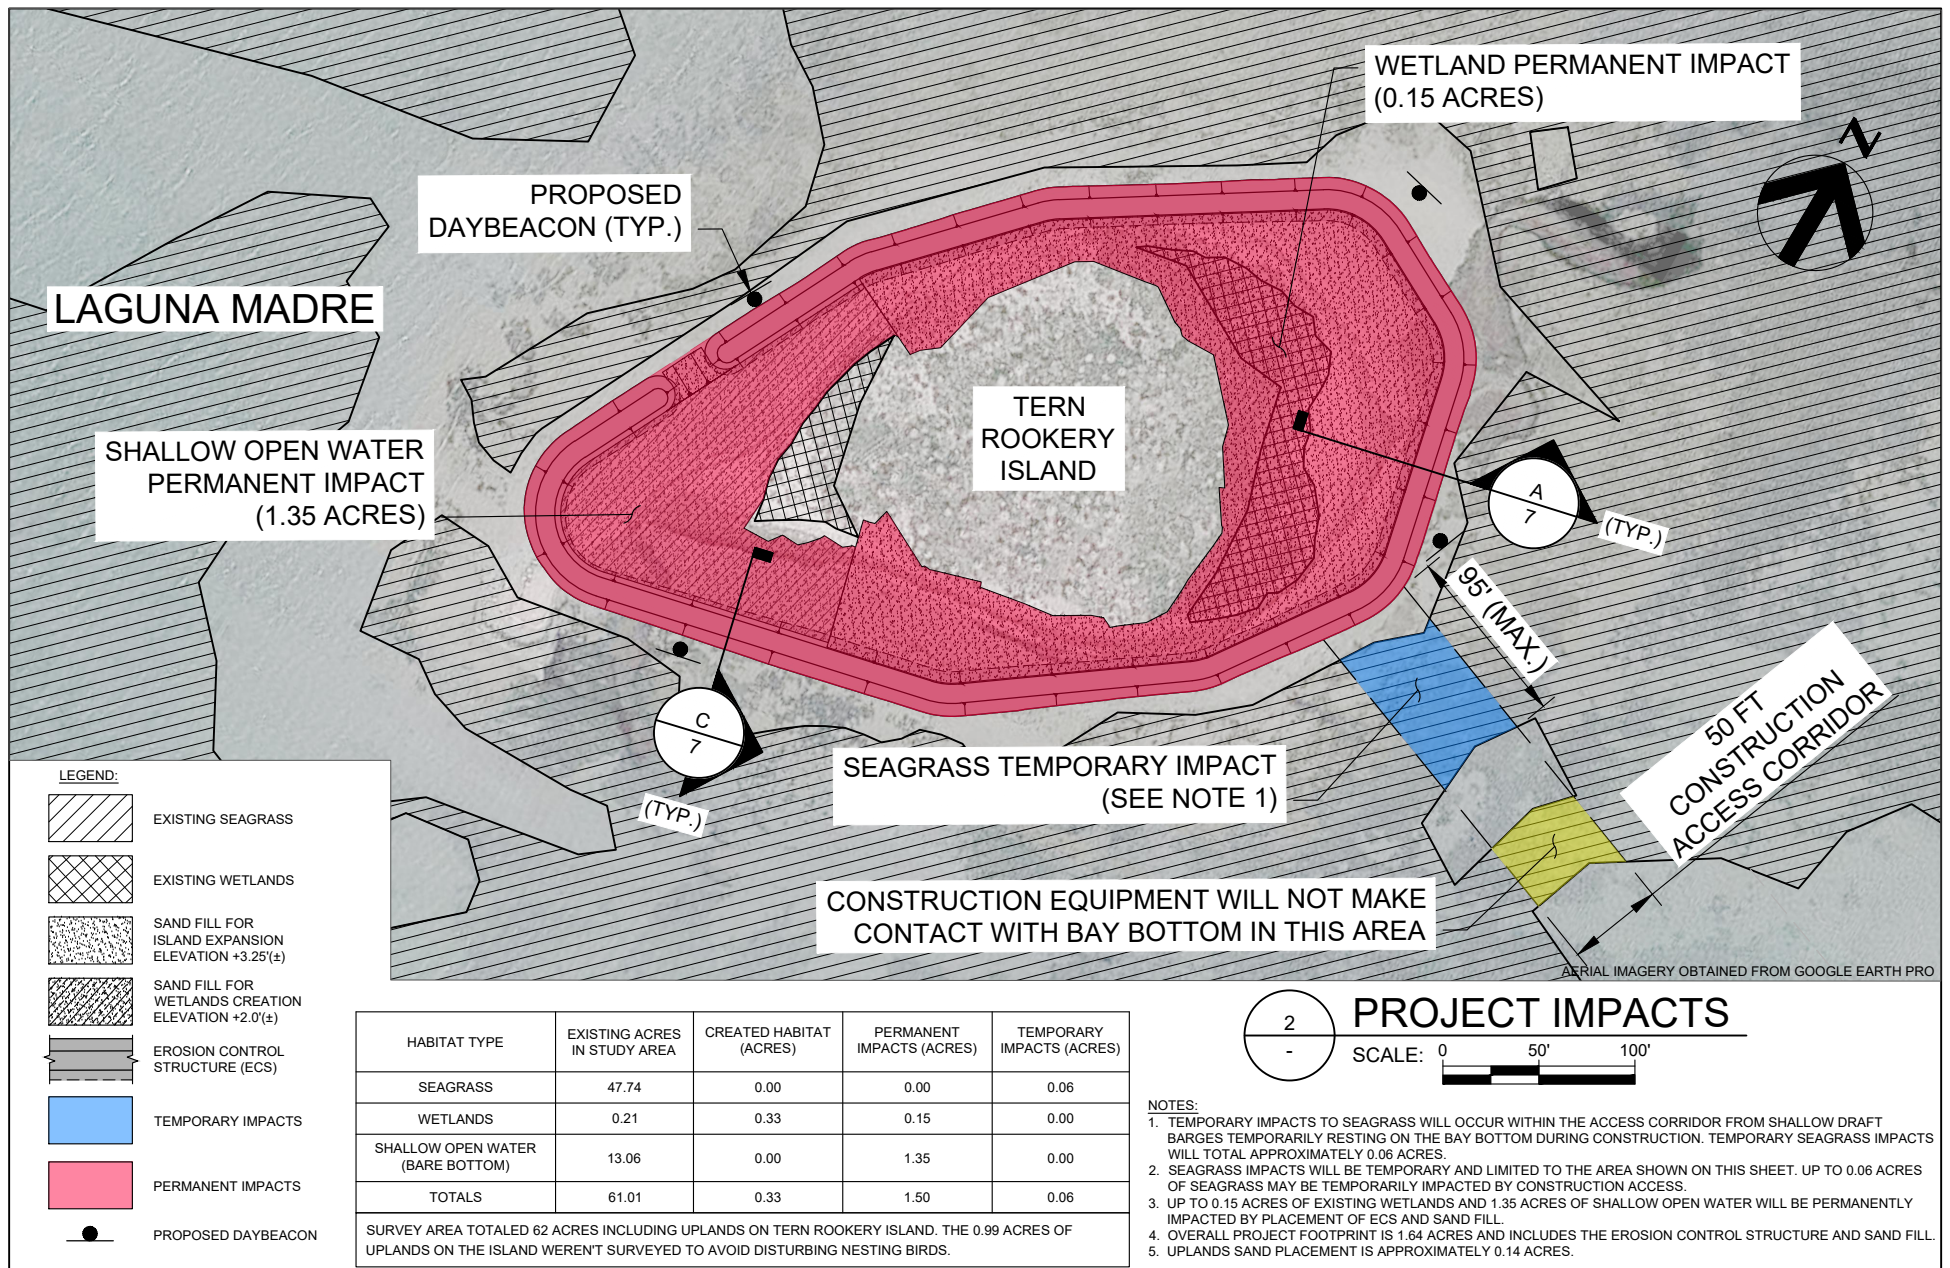 WETLAND PERMANENT IMPACT
(0.15 ACRES)
N
PROPOSED
DAYBEACON (TYP.)
LAGUNA MADRE
TERN
ROOKERY
ISLAND
SHALLOW OPEN WATER
PERMANENT IMPACT
(1.35 ACRES)
A
7
(TYP.)
95' (MAX.)
C
7
(TYP.)
50 FT
CONSTRUCTION
ACCESS CORRIDOR
SEAGRASS TEMPORARY IMPACT
(SEE NOTE 1)
CONSTRUCTION EQUIPMENT WILL NOT MAKE
CONTACT WITH BAY BOTTOM IN THIS AREA
AERIAL IMAGERY OBTAINED FROM GOOGLE EARTH PRO
LEGEND:
EXISTING SEAGRASS
EXISTING WETLANDS
SAND FILL FOR
ISLAND EXPANSION
ELEVATION +3.25'(±)
SAND FILL FOR
WETLANDS CREATION
ELEVATION +2.0'(±)
EROSION CONTROL
STRUCTURE (ECS)
TEMPORARY IMPACTS
PERMANENT IMPACTS
PROPOSED DAYBEACON
HABITAT TYPE EXISTING ACRES IN STUDY AREA CREATED HABITAT (ACRES) PERMANENT IMPACTS (ACRES) TEMPORARY IMPACTS (ACRES)
SEAGRASS 47.74 0.00 0.00 0.06
WETLANDS 0.21 0.33 0.15 0.00
SHALLOW OPEN WATER (BARE BOTTOM) 13.06 0.00 1.35 0.00
TOTALS 61.01 0.33 1.50 0.06
SURVEY AREA TOTALED 62 ACRES INCLUDING UPLANDS ON TERN ROOKERY ISLAND. THE 0.99 ACRES OF
UPLANDS ON THE ISLAND WEREN'T SURVEYED TO AVOID DISTURBING NESTING BIRDS.
2
-
PROJECT IMPACTS
SCALE: 0 50' 100'
NOTES:
1. TEMPORARY IMPACTS TO SEAGRASS WILL OCCUR WITHIN THE ACCESS CORRIDOR FROM SHALLOW DRAFT
BARGES TEMPORARILY RESTING ON THE BAY BOTTOM DURING CONSTRUCTION. TEMPORARY SEAGRASS IMPACTS
WILL TOTAL APPROXIMATELY 0.06 ACRES.
2. SEAGRASS IMPACTS WILL BE TEMPORARY AND LIMITED TO THE AREA SHOWN ON THIS SHEET. UP TO 0.06 ACRES
OF SEAGRASS MAY BE TEMPORARILY IMPACTED BY CONSTRUCTION ACCESS.
3. UP TO 0.15 ACRES OF EXISTING WETLANDS AND 1.35 ACRES OF SHALLOW OPEN WATER WILL BE PERMANENTLY
IMPACTED BY PLACEMENT OF ECS AND SAND FILL.
4. OVERALL PROJECT FOOTPRINT IS 1.64 ACRES AND INCLUDES THE EROSION CONTROL STRUCTURE AND SAND FILL.
5. UPLANDS SAND PLACEMENT IS APPROXIMATELY 0.14 ACRES.